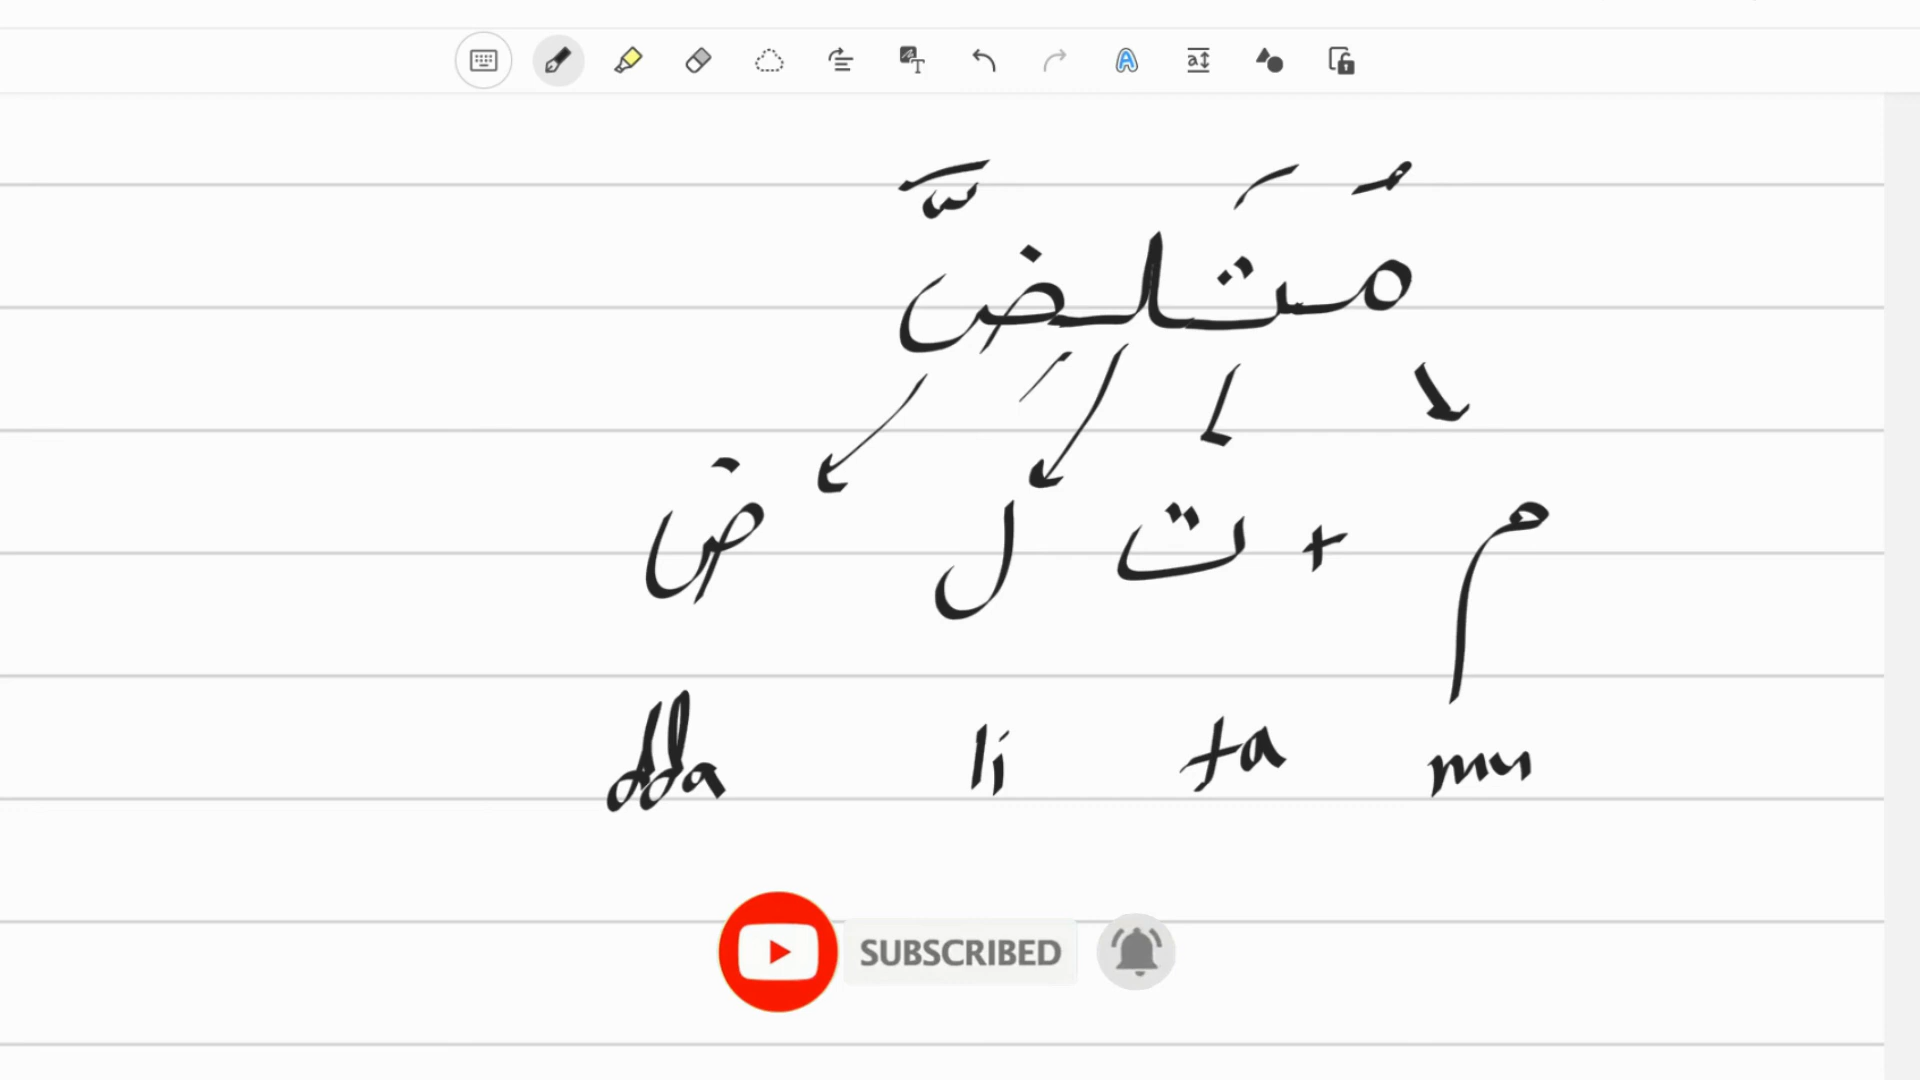 مُتَلِضَّ
م + ت ل ض
dda li ta mu
SUBSCRIBED